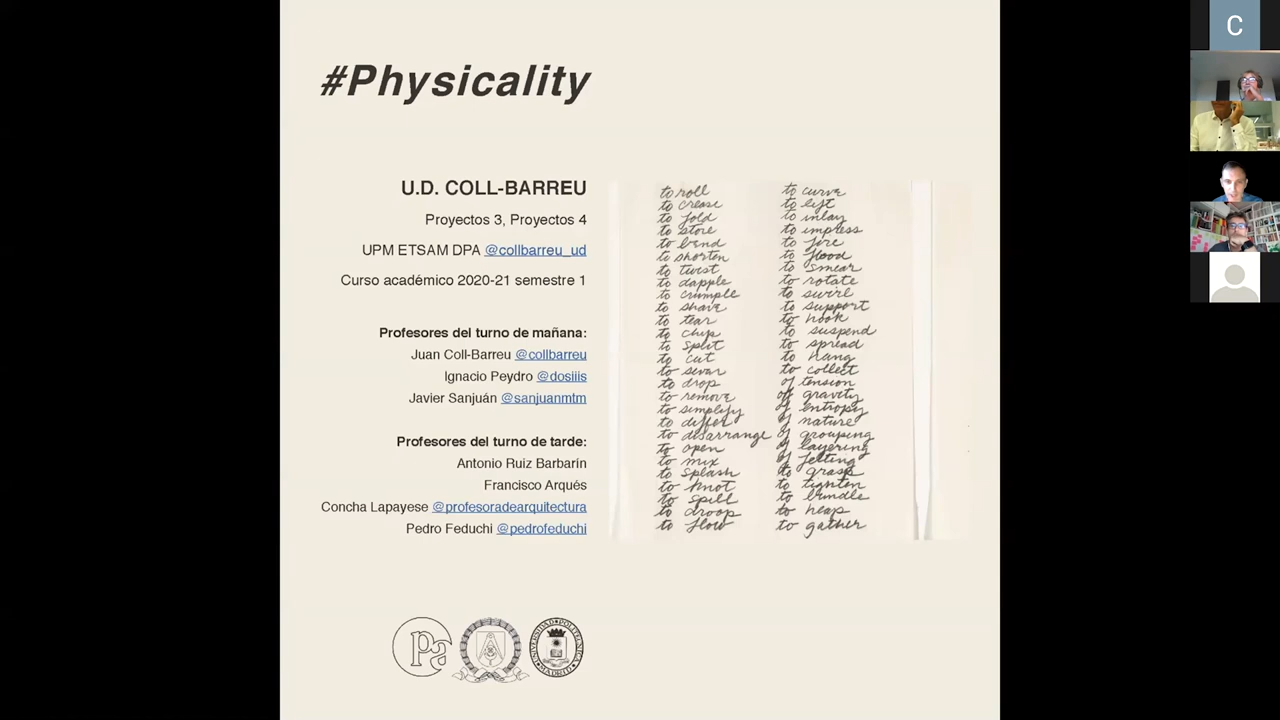 #Physicality
U.D. COLL-BARREU
Proyectos 3, Proyectos 4
UPM ETSAM DPA @collbarreu_ud
Curso académico 2020-21 semestre 1
Profesores del turno de mañana:
Juan Coll-Barreu @collbarreu
Ignacio Peydro @dosiiis
Javier Sanjuán @sanjuanmtm
Profesores del turno de tarde:
Antonio Ruiz Barbarín
Francisco Arqués
Concha Lapayese @profesoradearquitectura
Pedro Feduchi @pedrofeduchi
to roll
to crease
to fold
to store
to bend
to shorten
to twist
to dapple
to crumple
to shave
to tear
to chip
to split
to cut
to sever
to drop
to remove
to simplify
to differ
to disarrange
to open
to mix
to splash
to knot
to spill
to droop
to flow
to curve
to lift
to inlay
to impress
to fire
to flood
to smear
to rotate
to swirl
to support
to hook
to suspend
to spread
to hang
to collect
of tension
of gravity
of entropy
of nature
of grouping
of layering
of felting
to grasp
to tighten
to bundle
to heap
to gather
pa
UNIVERSIDAD POLITÉCNICA
MADRID
C